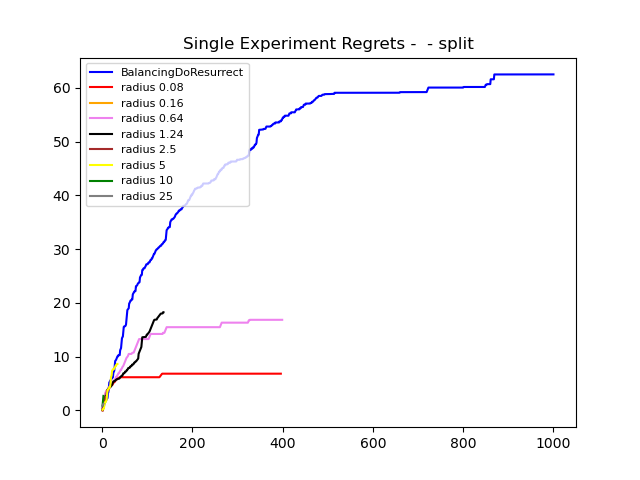 Single Experiment Regrets -  - split
BalancingDoResurrect
radius 0.08
radius 0.16
radius 0.64
radius 1.24
radius 2.5
radius 5
radius 10
radius 25
60
50
40
30
20
10
0
0 200 400 600 800 1000